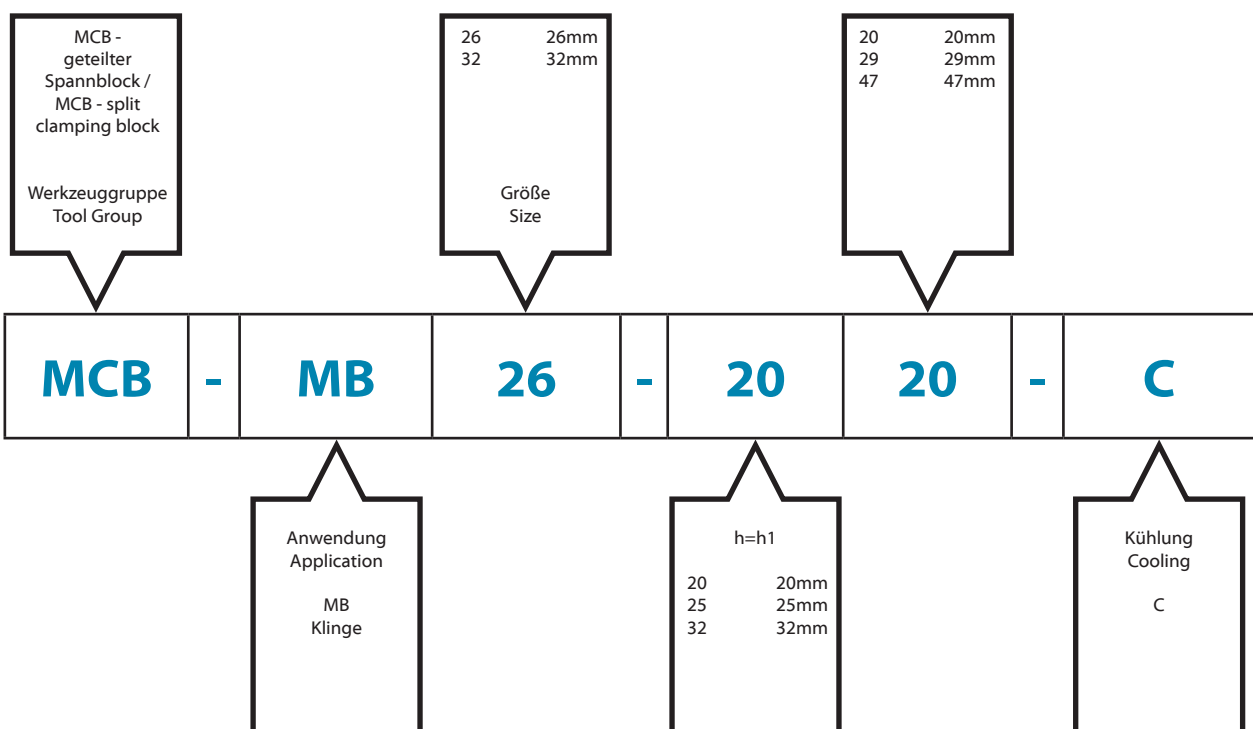 MCB -
geteilter
Spannblock /
MCB - split
clamping block
Werkzeuggruppe
Tool Group
26 26mm
32 32mm
Größe
Size
20 20mm
29 29mm
47 47mm
MCB - MB 26 - 20 20 - C
Anwendung
Application
MB
Klinge
h=h1
20 20mm
25 25mm
32 32mm
Kühlung
Cooling
C